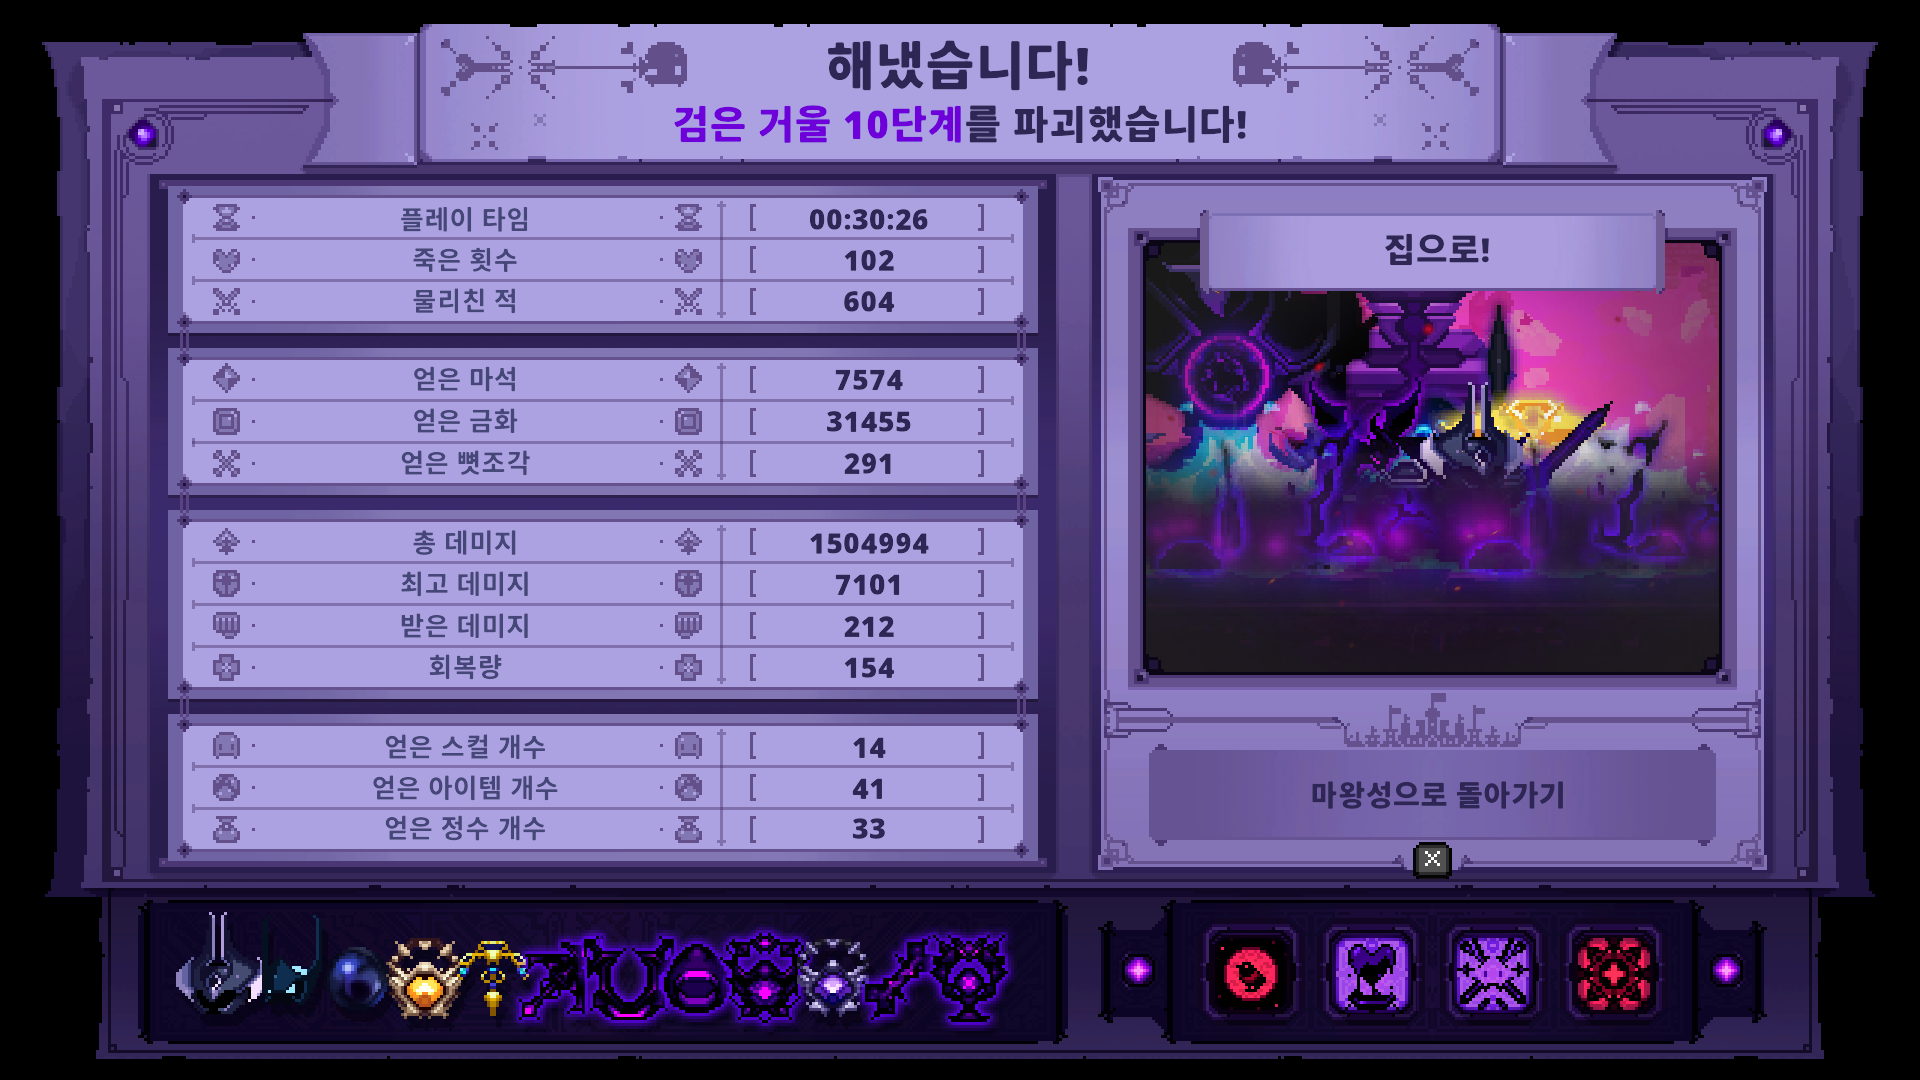 해냈습니다!
검은 거울 10단계를 파괴했습니다!
플레이 타임 [ 00:30:26 ]
죽은 횟수 [ 102 ]
물리친 적 [ 604 ]
얻은 마석 [ 7574 ]
얻은 금화 [ 31455 ]
얻은 뼛조각 [ 291 ]
총 데미지 [ 1504994 ]
최고 데미지 [ 7101 ]
받은 데미지 [ 212 ]
회복량 [ 154 ]
얻은 스컬 개수 [ 14 ]
얻은 아이템 개수 [ 41 ]
얻은 정수 개수 [ 33 ]
집으로!
마왕성으로 돌아가기
X